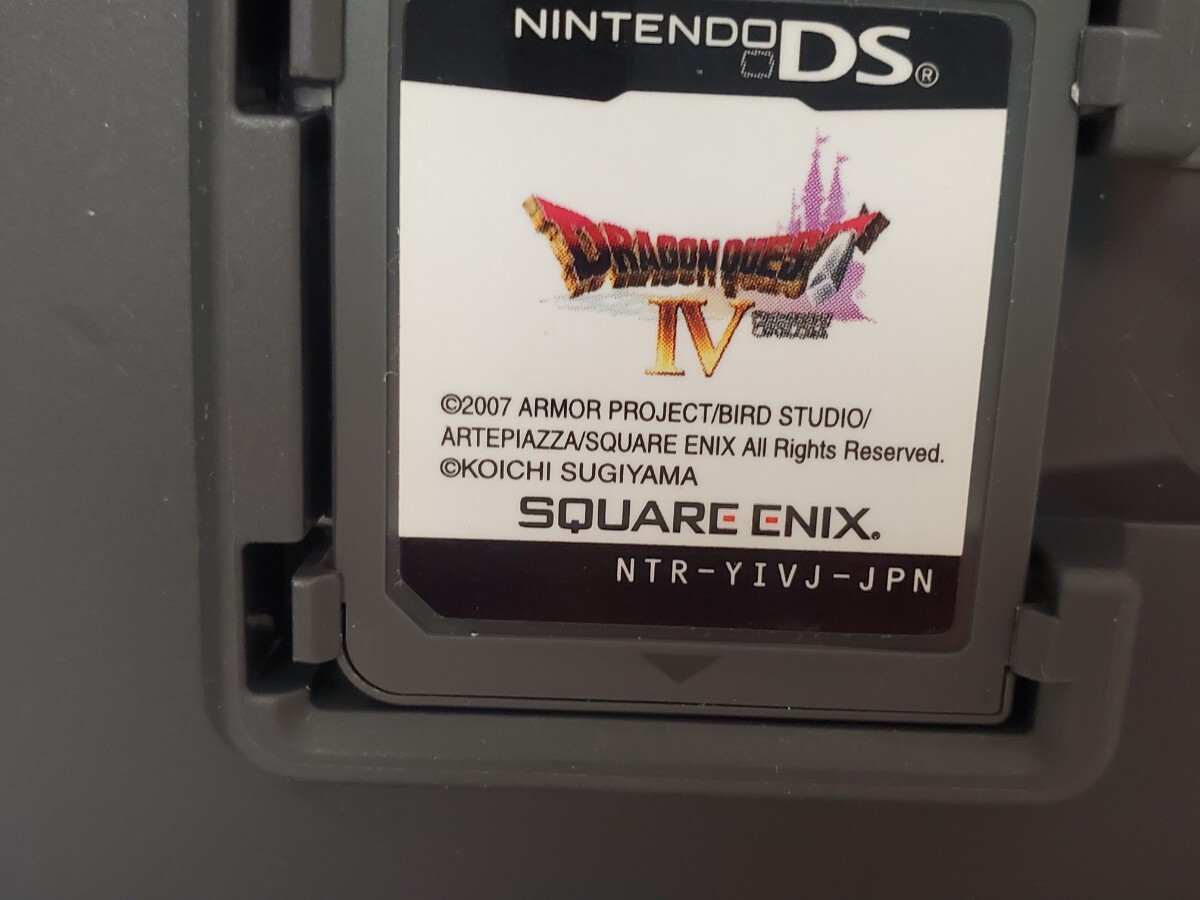 NINTENDO DS®
DRAGON QUEST
IV
©2007 ARMOR PROJECT/BIRD STUDIO/
ARTEPIAZZA/SQUARE ENIX All Rights Reserved.
©KOICHI SUGIYAMA
SQUARE ENIX.
NTR-YIVJ-JPN